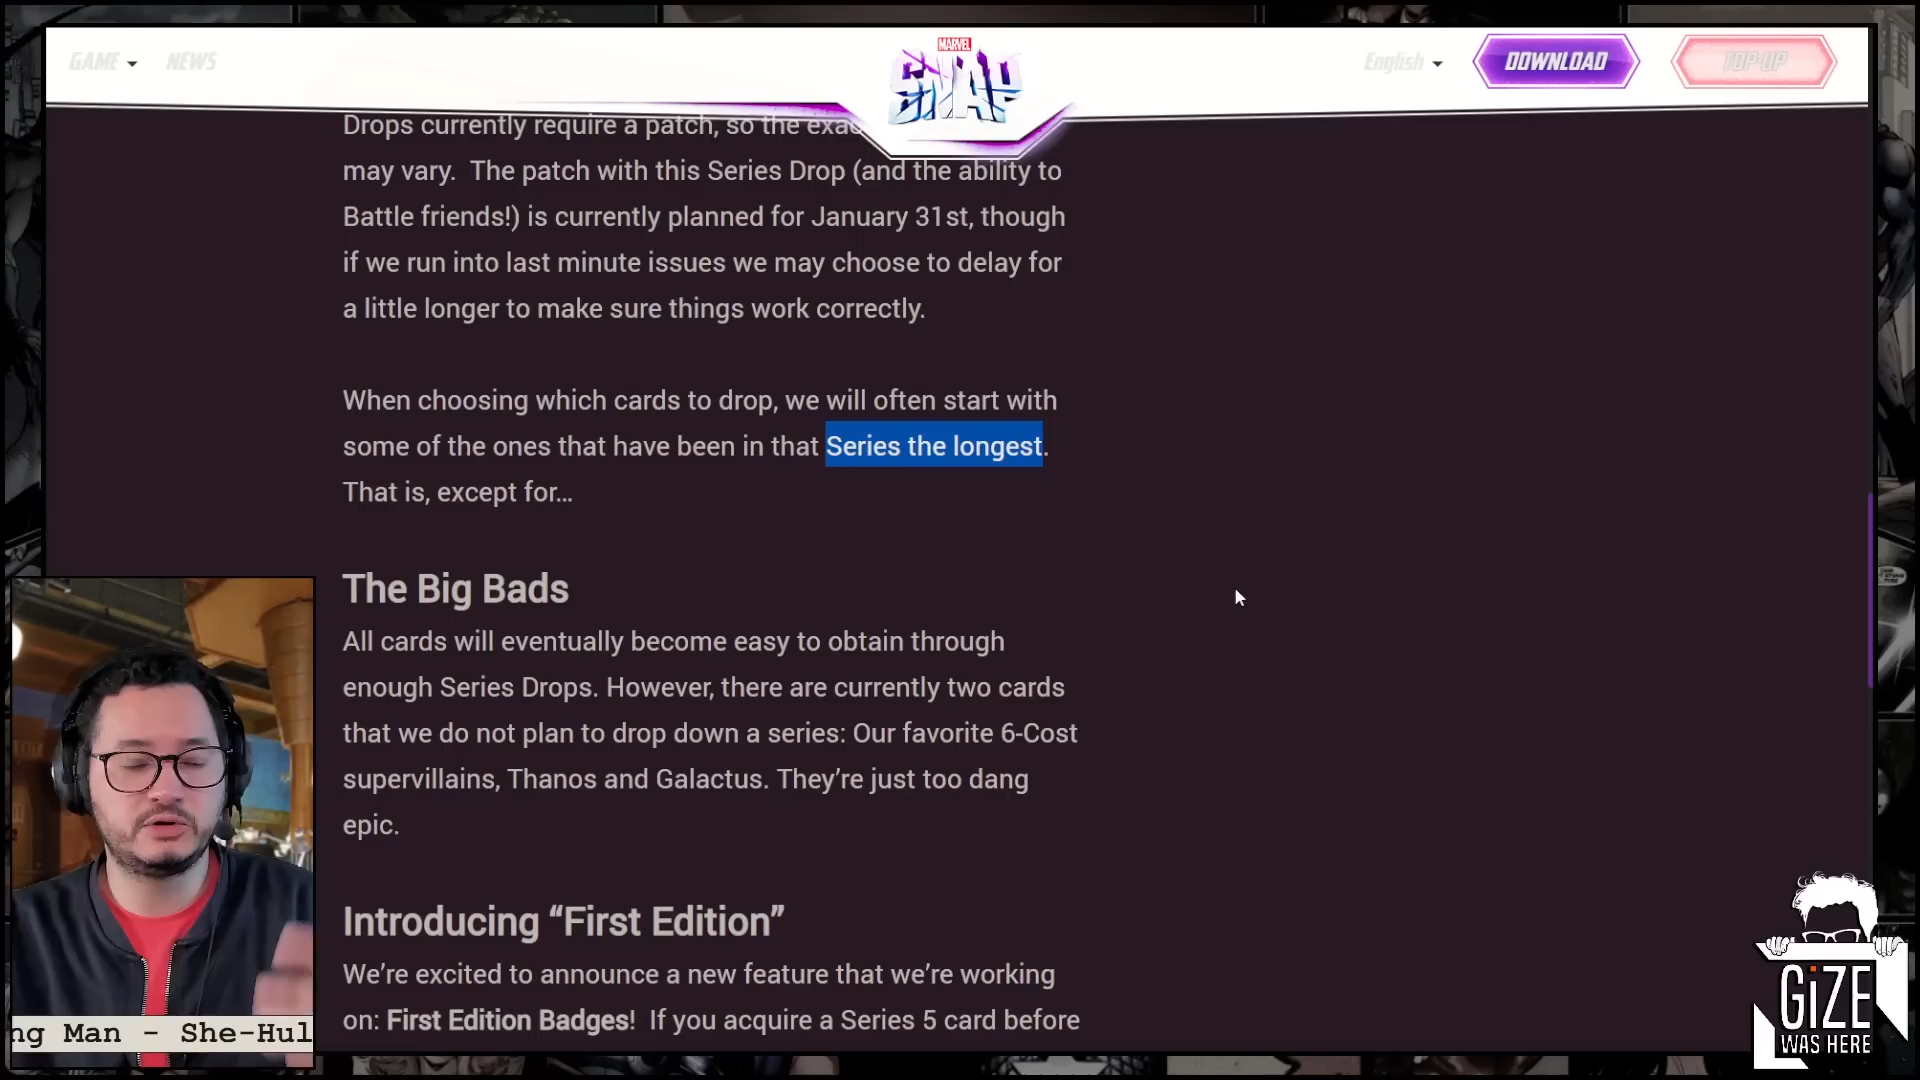 GAME
NEWS
MARVEL
SNAP
English
DOWNLOAD
TOP-UP
Drops currently require a patch, so the exac
may vary.  The patch with this Series Drop (and the ability to
Battle friends!) is currently planned for January 31st, though
if we run into last minute issues we may choose to delay for
a little longer to make sure things work correctly.
When choosing which cards to drop, we will often start with
some of the ones that have been in that Series the longest.
That is, except for…
The Big Bads
All cards will eventually become easy to obtain through
enough Series Drops. However, there are currently two cards
that we do not plan to drop down a series: Our favorite 6-Cost
supervillains, Thanos and Galactus. They’re just too dang
epic.
Introducing “First Edition”
We’re excited to announce a new feature that we’re working
on: First Edition Badges!  If you acquire a Series 5 card before
ng Man - She-Hul
GiZE
WAS HERE